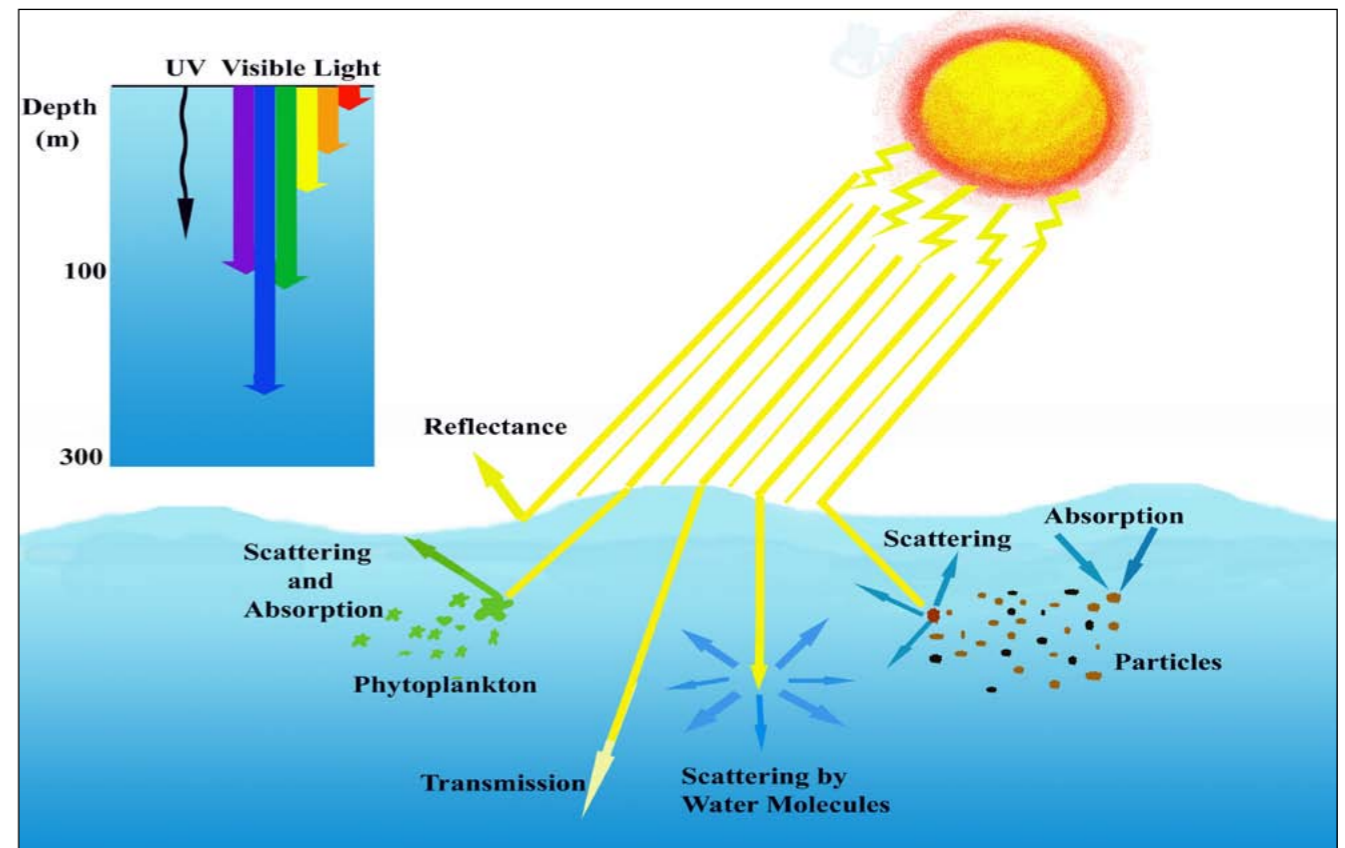 UV Visible Light
Depth
(m)
100
300
Reflectance
Scattering
and
Absorption
Phytoplankton
Transmission
Scattering by
Water Molecules
Scattering
Absorption
Particles